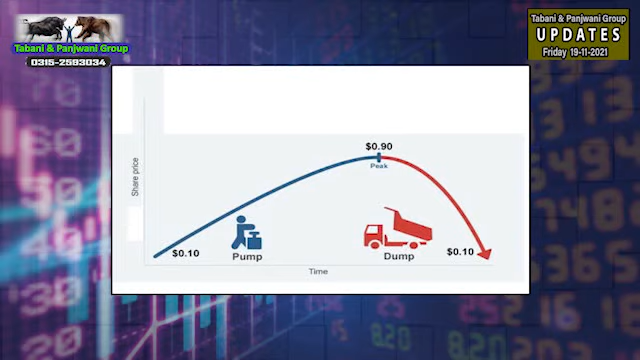 Tabani & Panjwani Group
0315-2583034
Tabani & Panjwani Group
UPDATES
Friday 19-11-2021
$0.90
Peak
Share price
$0.10
Pump
Dump
$0.10
Time